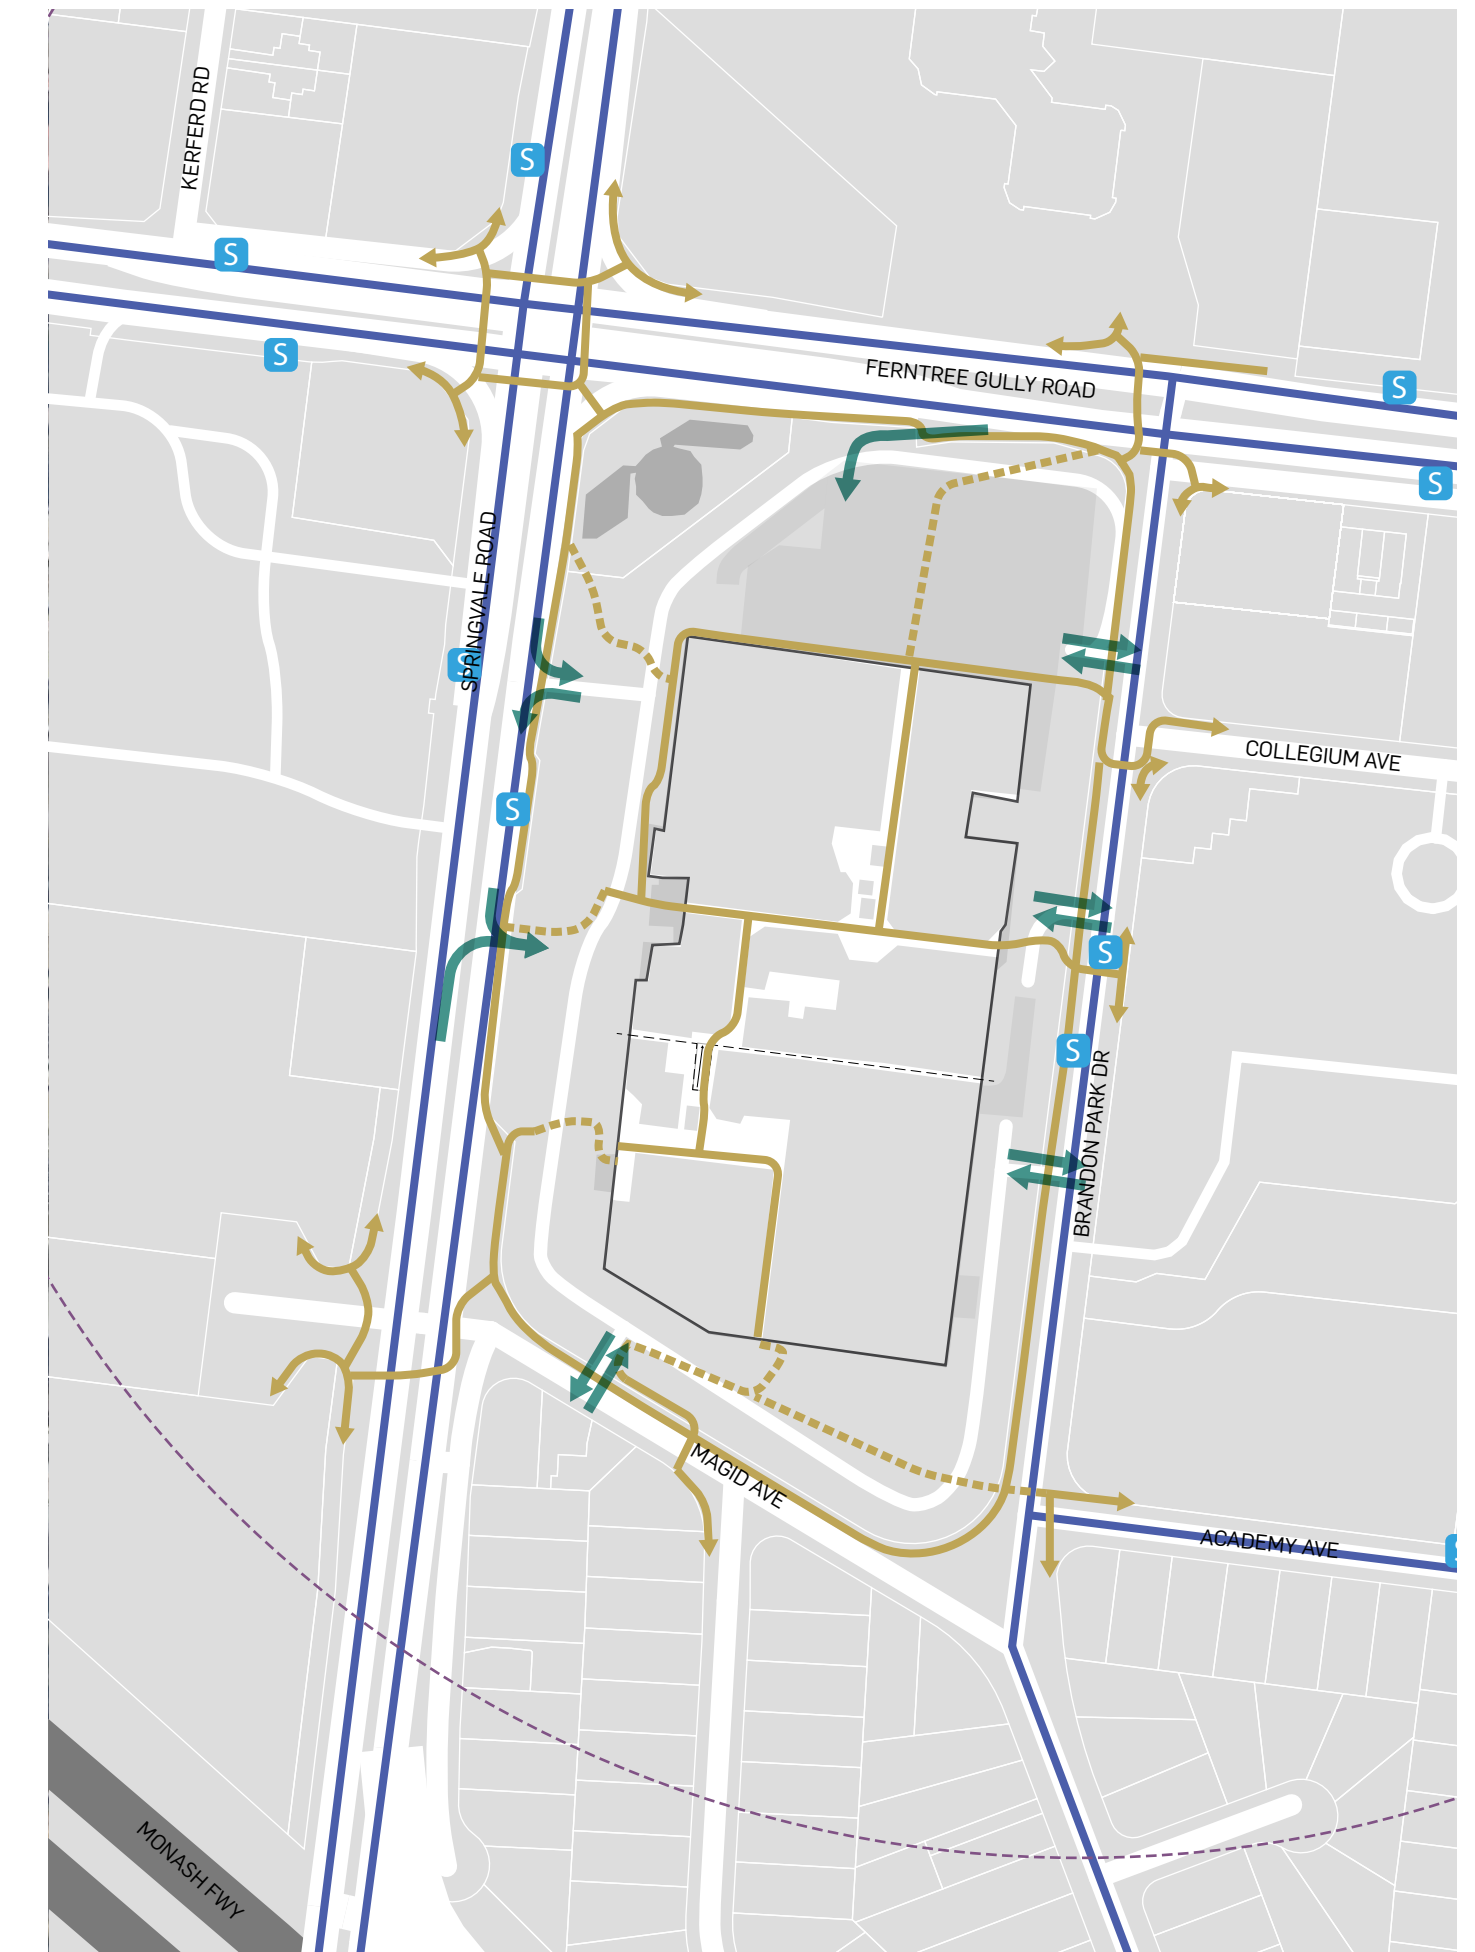 KERFERD RD
S
S
S
FERNTREE GULLY ROAD
S
S
SPRINGVALE ROAD
S
COLLEGIUM AVE
S
S
S
BRANDON PARK DR
MAGID AVE
ACADEMY AVE
S
MONASH FWY